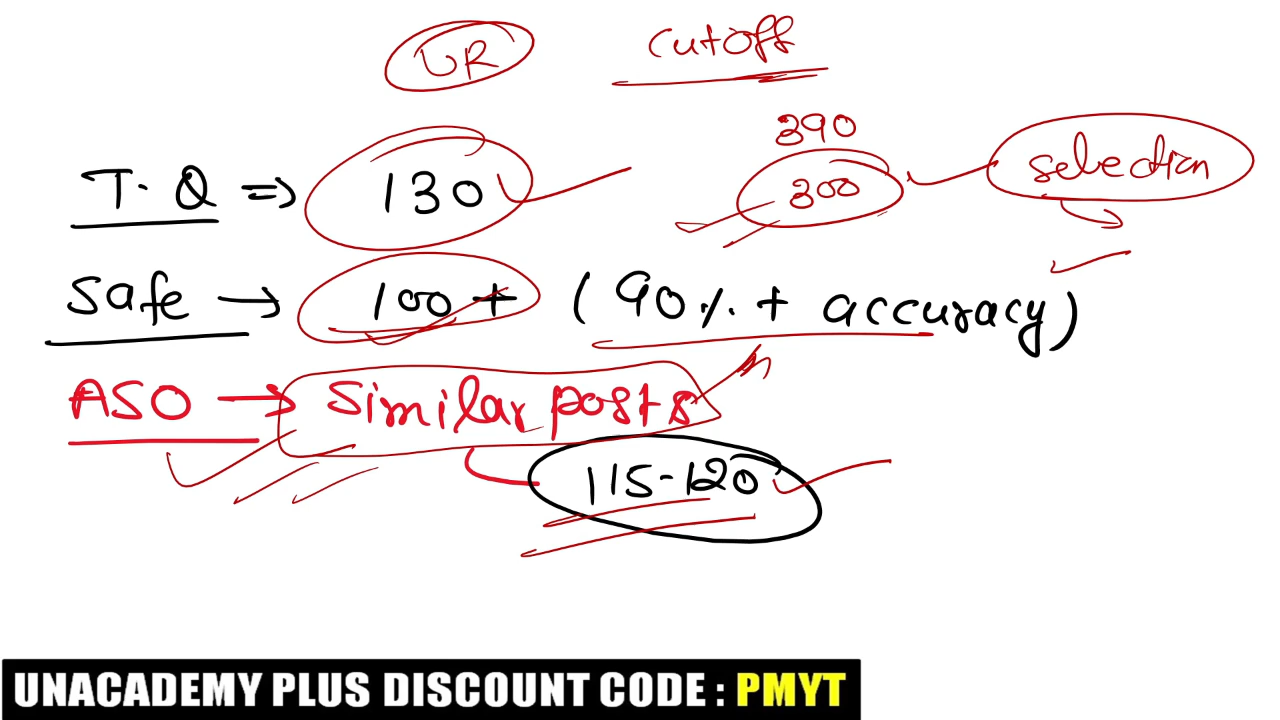 UR cutoff
390
T. Q => 130 300 selection
Safe → 100 + (90% + accuracy)
ASO → Similar posts
115-120
UNACADEMY PLUS DISCOUNT CODE : PMYT